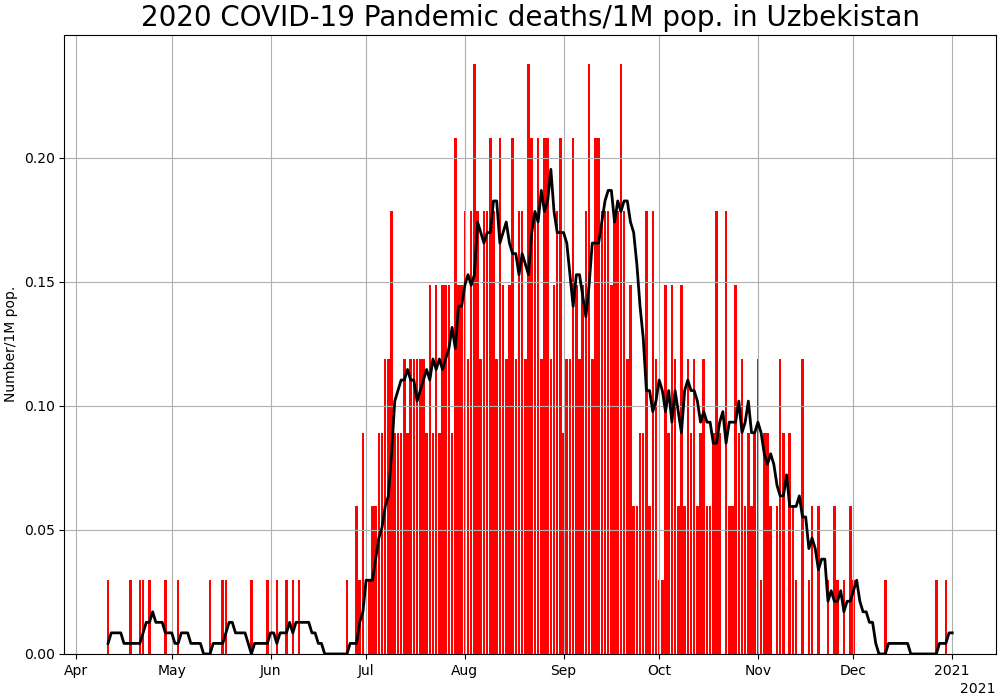 2020 COVID-19 Pandemic deaths/1M pop. in Uzbekistan
Number/1M pop.
0.20
0.15
0.10
0.05
0.00
Apr May Jun Jul Aug Sep Oct Nov Dec 2021
2021